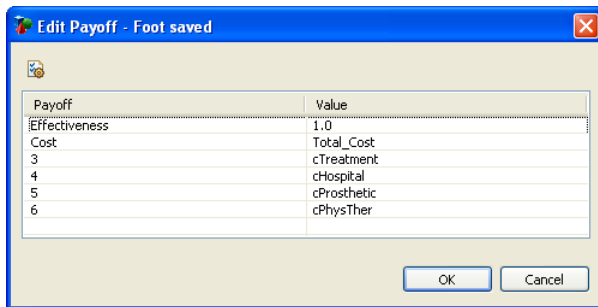 Edit Payoff - Foot saved
Payoff Value
Effectiveness 1.0
Cost Total_Cost
3 cTreatment
4 cHospital
5 cProsthetic
6 cPhysTher
OK Cancel